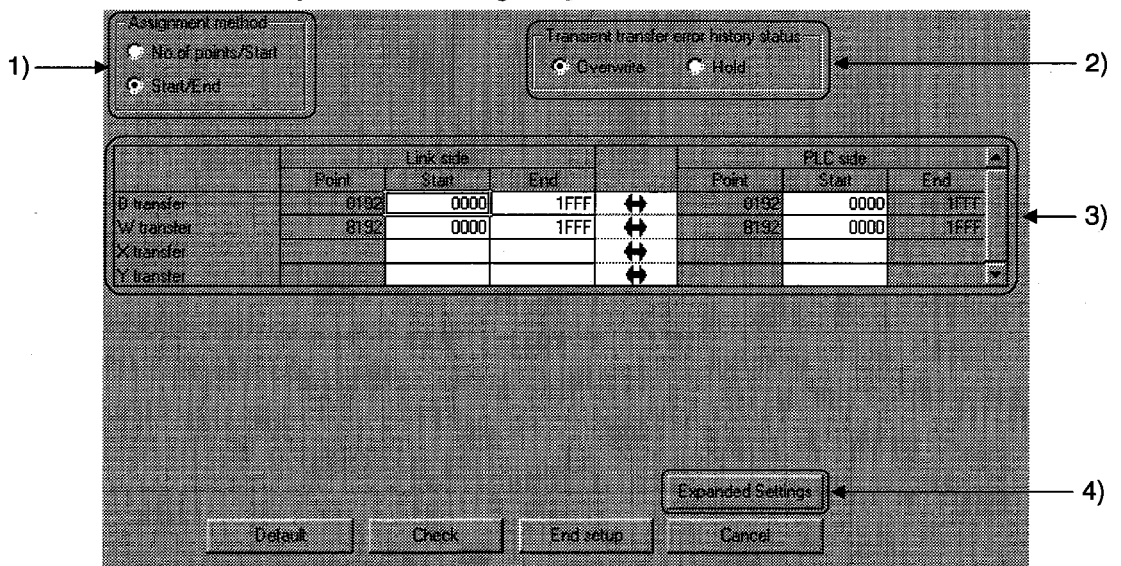 Assignment method
No.of points/Start
Start/End
1)
Transient transfer error history status
Overwrite Hold
2)
Link side PLC side
Point Start End Point Start End
B transfer 8192 0000 1FFF 8192 0000 1FFF
W transfer 8192 0000 1FFF 8192 0000 1FFF
X transfer
Y transfer
3)
Expanded Settings
4)
Default Check End setup Cancel